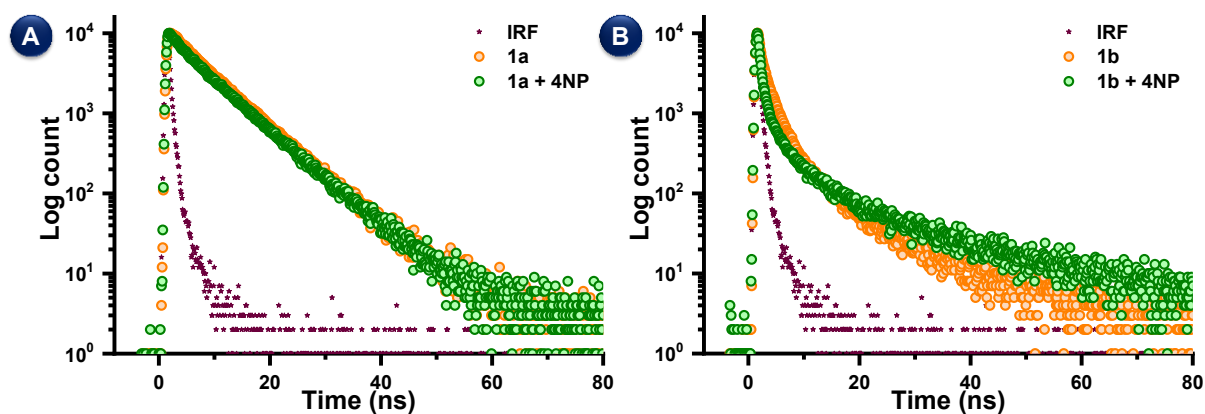 A
IRF
1a
1a + 4NP
Log count
10⁴
10³
10²
10¹
10⁰
0
20
40
60
80
Time (ns)
B
IRF
1b
1b + 4NP
Log count
10⁴
10³
10²
10¹
10⁰
0
20
40
60
80
Time (ns)